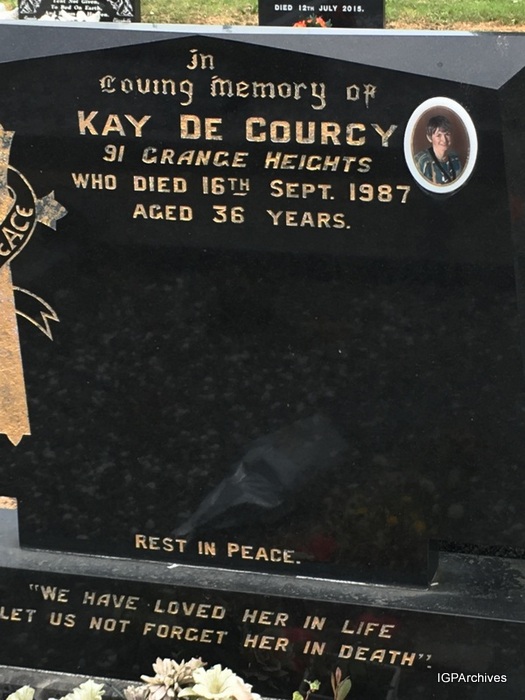 DIED 12TH JULY 2015.
In
Loving Memory of
KAY DE COURCY
91 GRANGE HEIGHTS
WHO DIED 16TH SEPT. 1987
AGED 36 YEARS.
REST IN PEACE.
"WE HAVE LOVED HER IN LIFE
LET US NOT FORGET HER IN DEATH".
IGPArchives